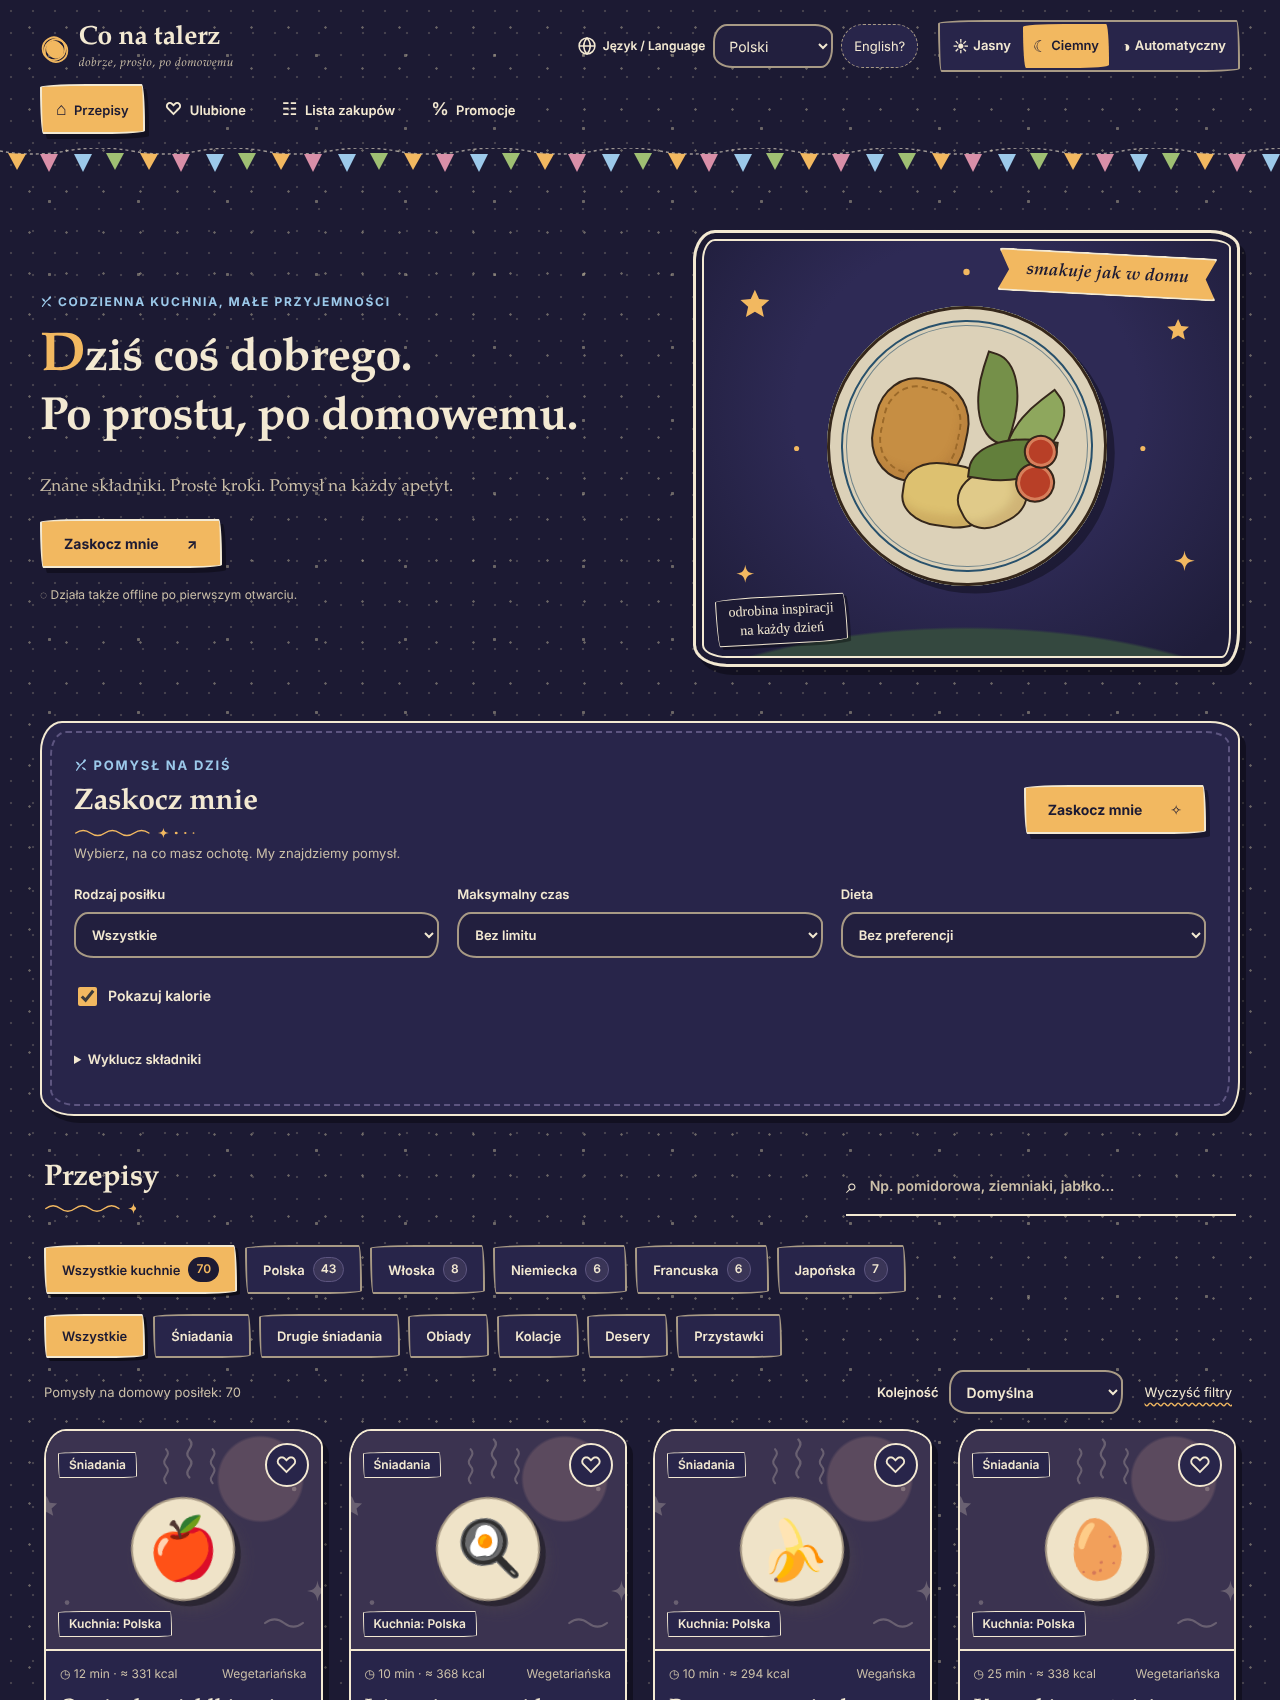 Co na talerz
dobrze, prosto, po domowemu
Język / Language
Polski
English?
Jasny
Ciemny
Automatyczny
Przepisy
Ulubione
Lista zakupów
% Promocje
CODZIENNA KUCHNIA, MAŁE PRZYJEMNOŚCI
Dziś coś dobrego.
Po prostu, po domowemu.
Znane składniki. Proste kroki. Pomysł na każdy apetyt.
Zaskocz mnie
Działa także offline po pierwszym otwarciu.
smakuje jak w domu
odrobina inspiracji
na każdy dzień
POMYSŁ NA DZIŚ
Zaskocz mnie
Wybierz, na co masz ochotę. My znajdziemy pomysł.
Zaskocz mnie
Rodzaj posiłku
Wszystkie
Maksymalny czas
Bez limitu
Dieta
Bez preferencji
Pokazuj kalorie
Wyklucz składniki
Przepisy
Np. pomidorowa, ziemniaki, jabłko...
Wszystkie kuchnie 70
Polska 43
Włoska 8
Niemiecka 6
Francuska 6
Japońska 7
Wszystkie
Śniadania
Drugie śniadania
Obiady
Kolacje
Desery
Przystawki
Pomysły na domowy posiłek: 70
Kolejność
Domyślna
Wyczyść filtry
Śniadania
Kuchnia: Polska
12 min · ≈ 331 kcal
Wegetariańska
Śniadania
Kuchnia: Polska
10 min · ≈ 368 kcal
Wegetariańska
Śniadania
Kuchnia: Polska
10 min · ≈ 294 kcal
Wegańska
Śniadania
Kuchnia: Polska
25 min · ≈ 338 kcal
Wegetariańska